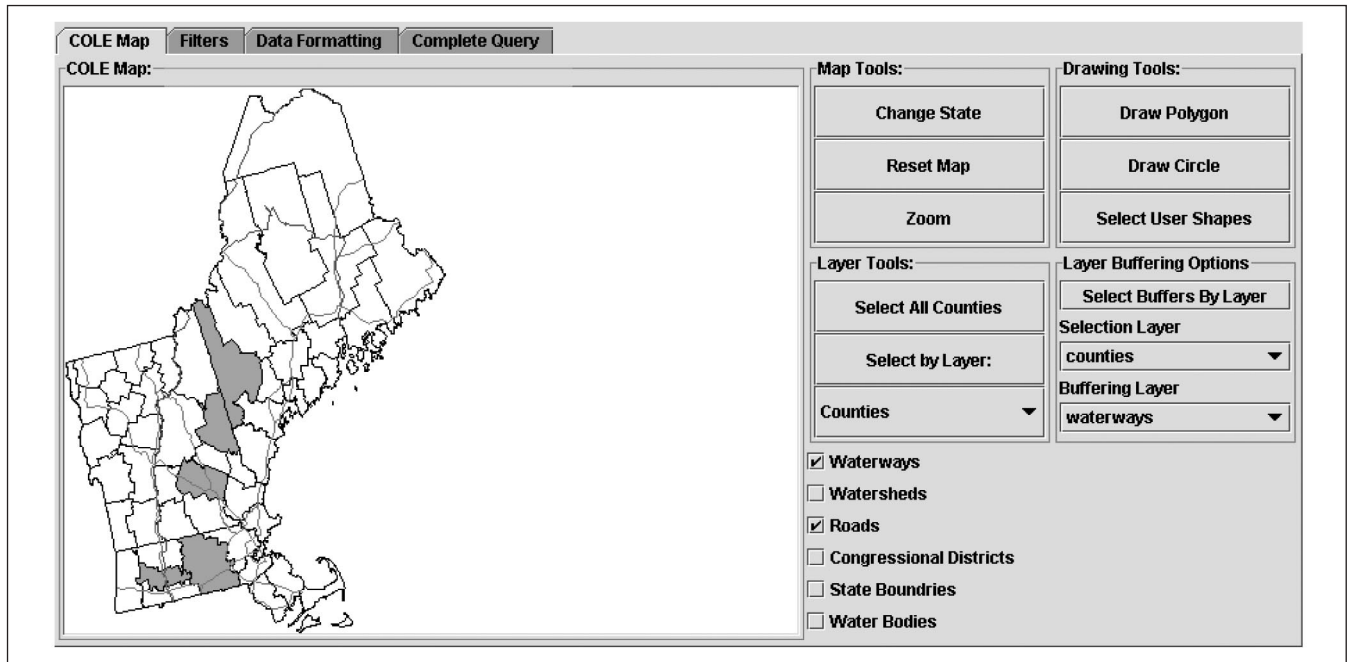 COLE Map Filters Data Formatting Complete Query
COLE Map:
Map Tools:
Change State
Reset Map
Zoom
Drawing Tools:
Draw Polygon
Draw Circle
Select User Shapes
Layer Tools:
Select All Counties
Select by Layer:
Counties
Layer Buffering Options
Select Buffers By Layer
Selection Layer
counties
Buffering Layer
waterways
Waterways
Watersheds
Roads
Congressional Districts
State Boundries
Water Bodies